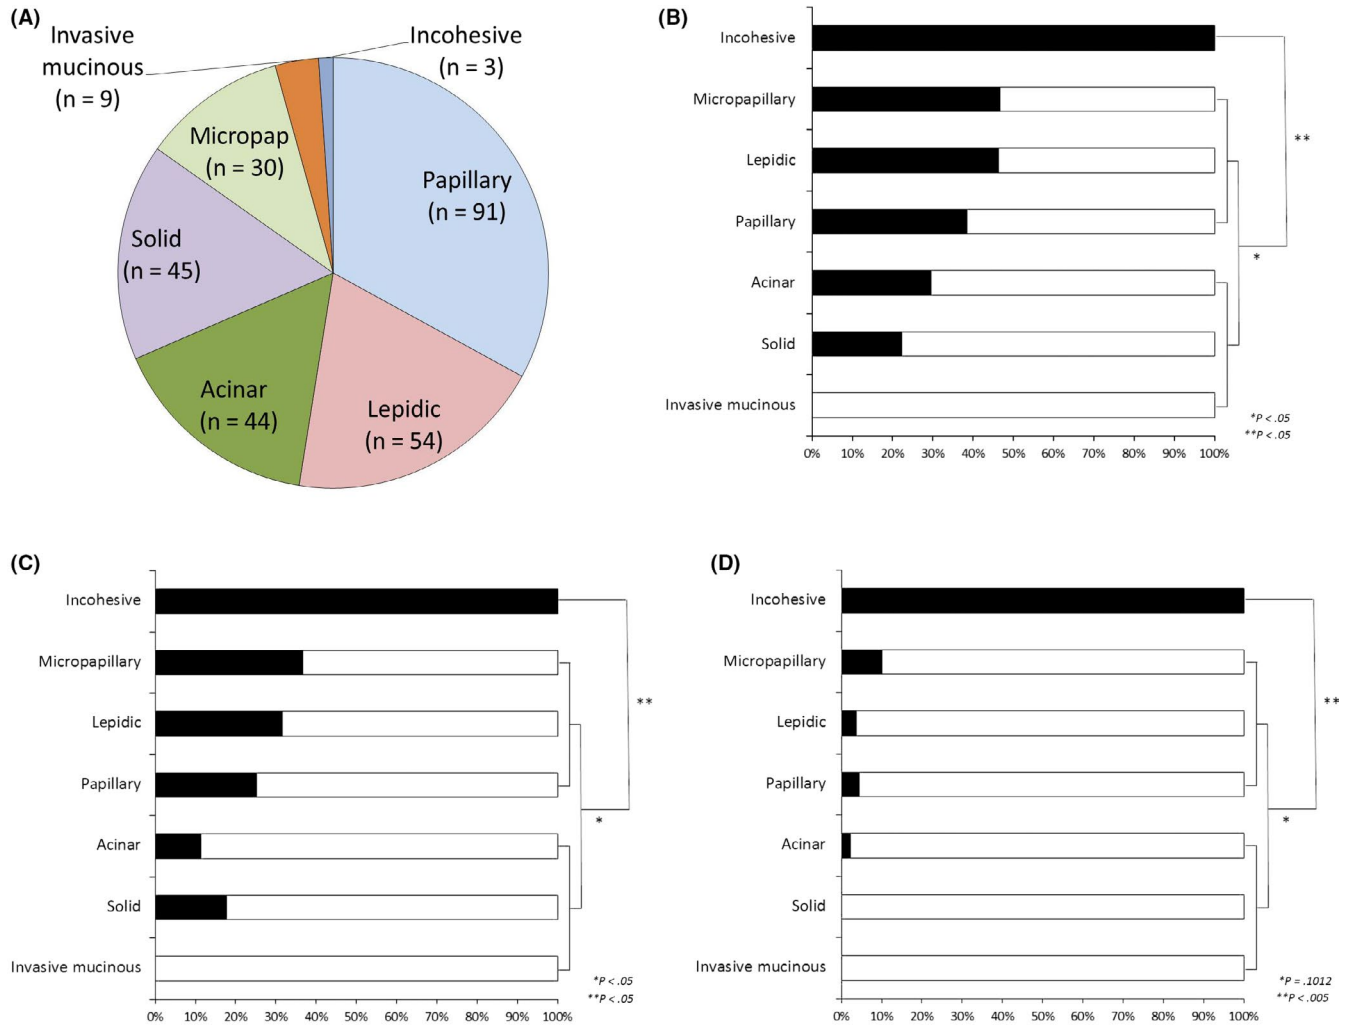 (A)
Invasive
mucinous
(n = 9)
Incohesive
(n = 3)
Micropap
(n = 30)
Papillary
(n = 91)
Solid
(n = 45)
Acinar
(n = 44)
Lepidic
(n = 54)
(B)
Incohesive
Micropapillary
Lepidic
Papillary
Acinar
Solid
Invasive mucinous
**
*
*P < .05
**P < .05
0% 10% 20% 30% 40% 50% 60% 70% 80% 90% 100%
(C)
Incohesive
Micropapillary
Lepidic
Papillary
Acinar
Solid
Invasive mucinous
**
*
*P < .05
**P < .05
0% 10% 20% 30% 40% 50% 60% 70% 80% 90% 100%
(D)
Incohesive
Micropapillary
Lepidic
Papillary
Acinar
Solid
Invasive mucinous
**
*
*P = .1012
**P < .005
0% 10% 20% 30% 40% 50% 60% 70% 80% 90% 100%